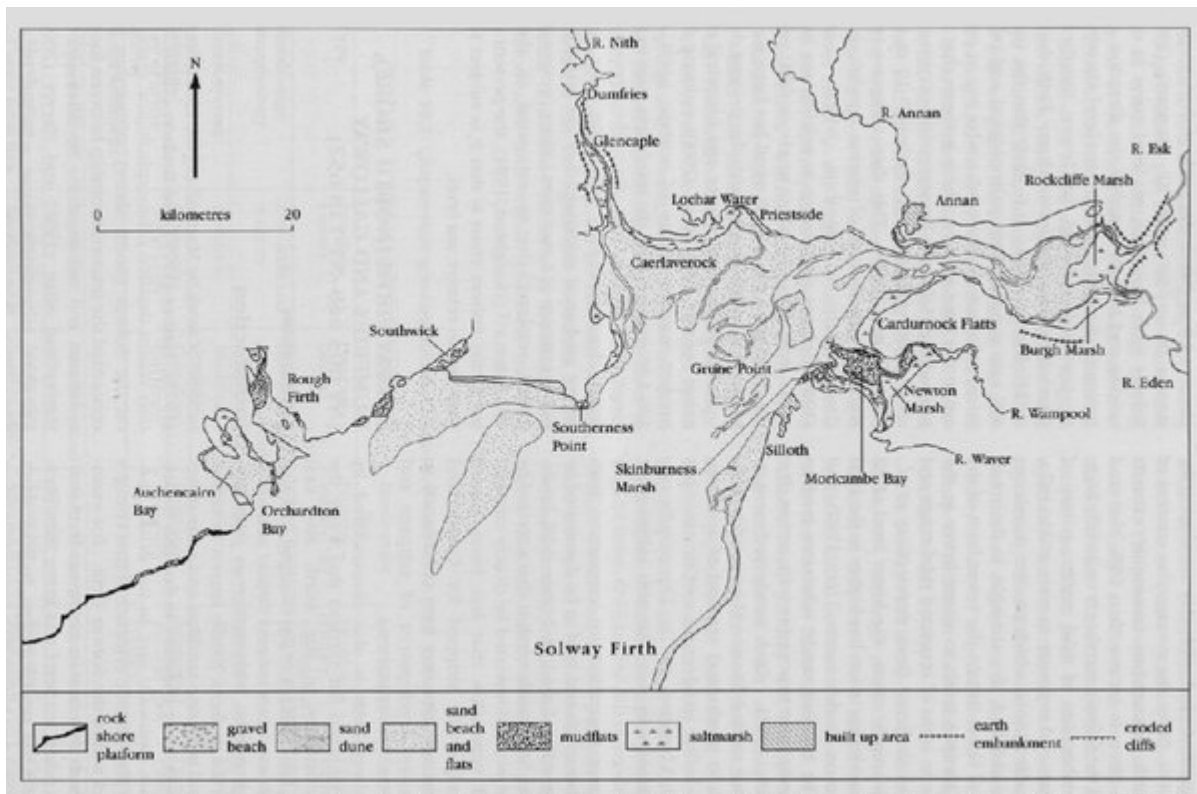 N
0 kilometres 20
R. Nith
Dumfries
Glencaple
Lochar Water
Priestside
Caerlaverock
R. Annan
Annan
R. Esk
Rockcliffe Marsh
Cardurnock Flatts
Burgh Marsh
R. Eden
Grune Point
Newton
Marsh
R. Wampool
R. Waver
Silloth
Skinburness
Marsh
Moricambe Bay
Southwick
Rough
Firth
Southerness
Point
Auchencairn
Bay
Orchardton
Bay
Solway Firth
rock
shore
platform
gravel
beach
sand
dune
sand
beach
and
flats
mudflats
saltmarsh
built up area
earth
embankment
eroded
cliffs